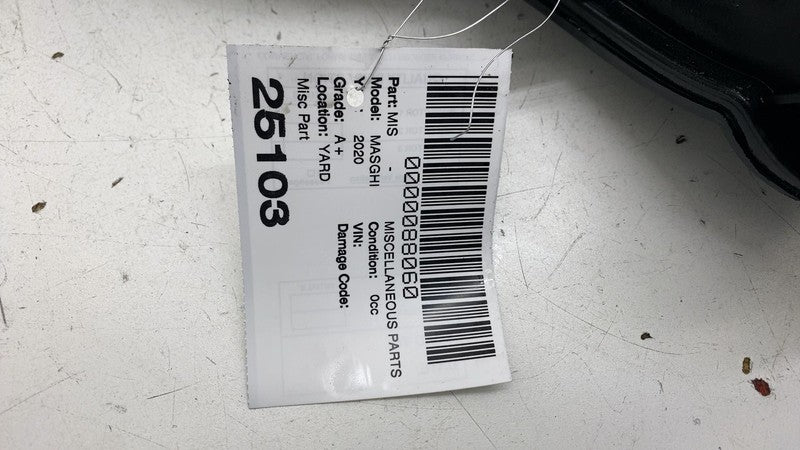 0000088060
Part: MIS - MISCELLANEOUS PARTS
Model: MASGHI Condition: 0cc
2020 VIN:
Grade: A+ Damage Code:
Location: YARD
Misc Part
25103